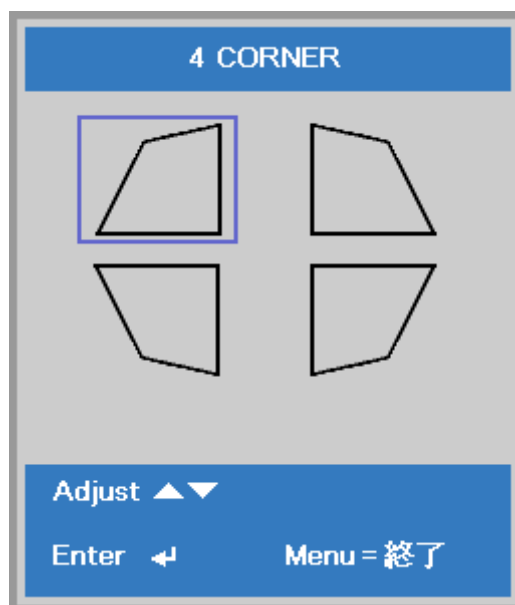 4 CORNER
Adjust ▲▼
Enter ↵ Menu = 終了